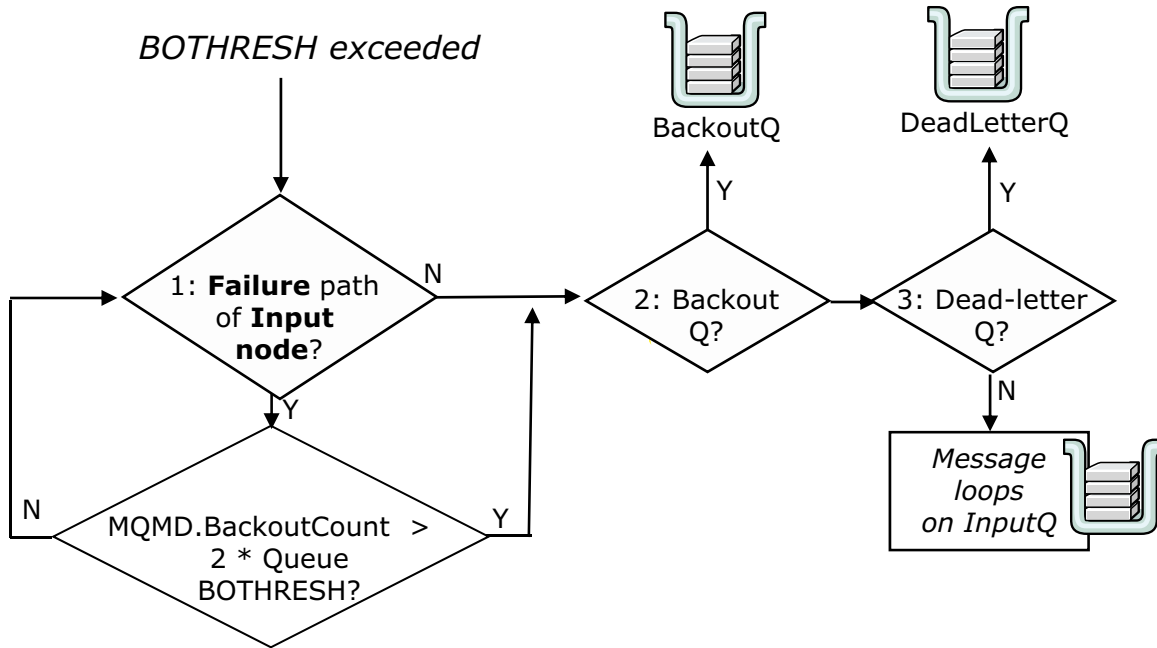 BOTHRESH exceeded
BackoutQ
DeadLetterQ
Y
Y
1: Failure path
of Input
node?
N
2: Backout
Q?
3: Dead-letter
Q?
Y
N
N
MQMD.BackoutCount >
2 * Queue
BOTHRESH?
Y
Message
loops
on InputQ